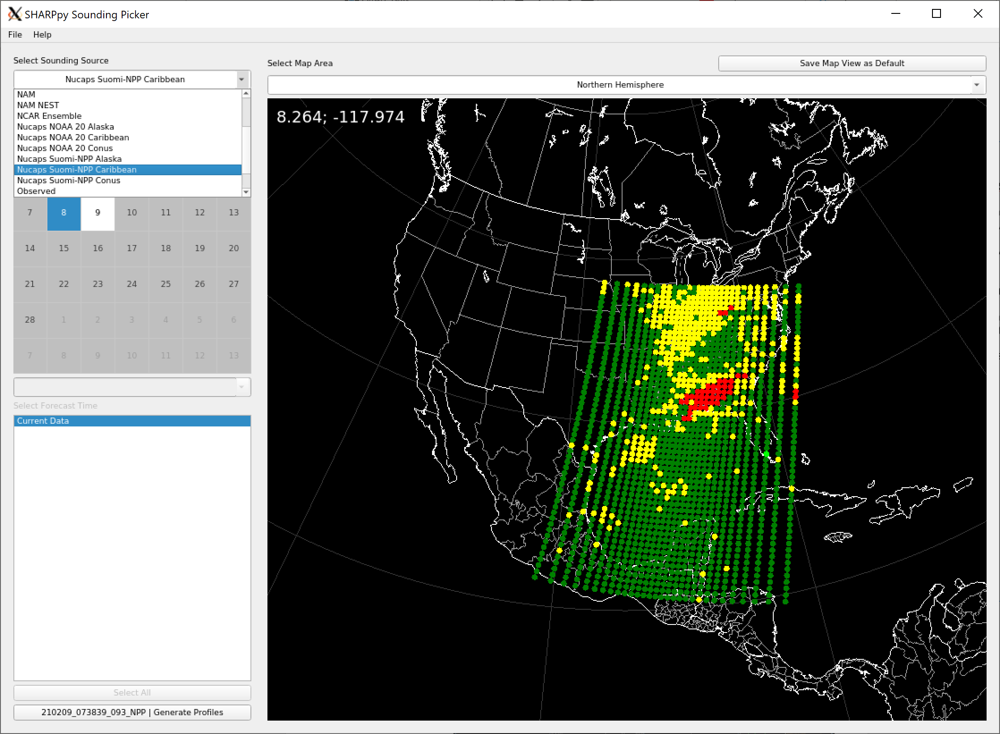 SHARPpy Sounding Picker
File Help
Select Sounding Source
Nucaps Suomi-NPP Caribbean
NAM
NAM NEST
NCAR Ensemble
Nucaps NOAA 20 Alaska
Nucaps NOAA 20 Caribbean
Nucaps NOAA 20 Conus
Nucaps Suomi-NPP Alaska
Nucaps Suomi-NPP Caribbean
Nucaps Suomi-NPP Conus
Observed
7 8 9 10 11 12 13
14 15 16 17 18 19 20
21 22 23 24 25 26 27
28 1 2 3 4 5 6
7 8 9 10 11 12 13
Select Forecast Time
Current Data
Select All
210209_073839_093_NPP | Generate Profiles
Select Map Area
Save Map View as Default
Northern Hemisphere
8.264; -117.974